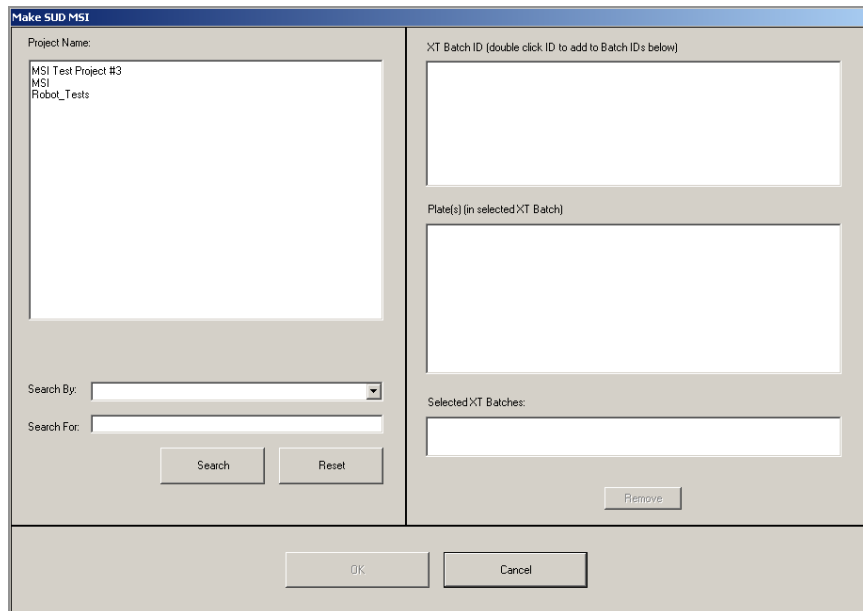 Make SUD MSI
Project Name:
MSI Test Project #3
MSI
Robot_Tests
Search By:
Search For:
Search
Reset
XT Batch ID (double click ID to add to Batch IDs below)
Plate(s) (in selected XT Batch)
Selected XT Batches:
Remove
OK
Cancel